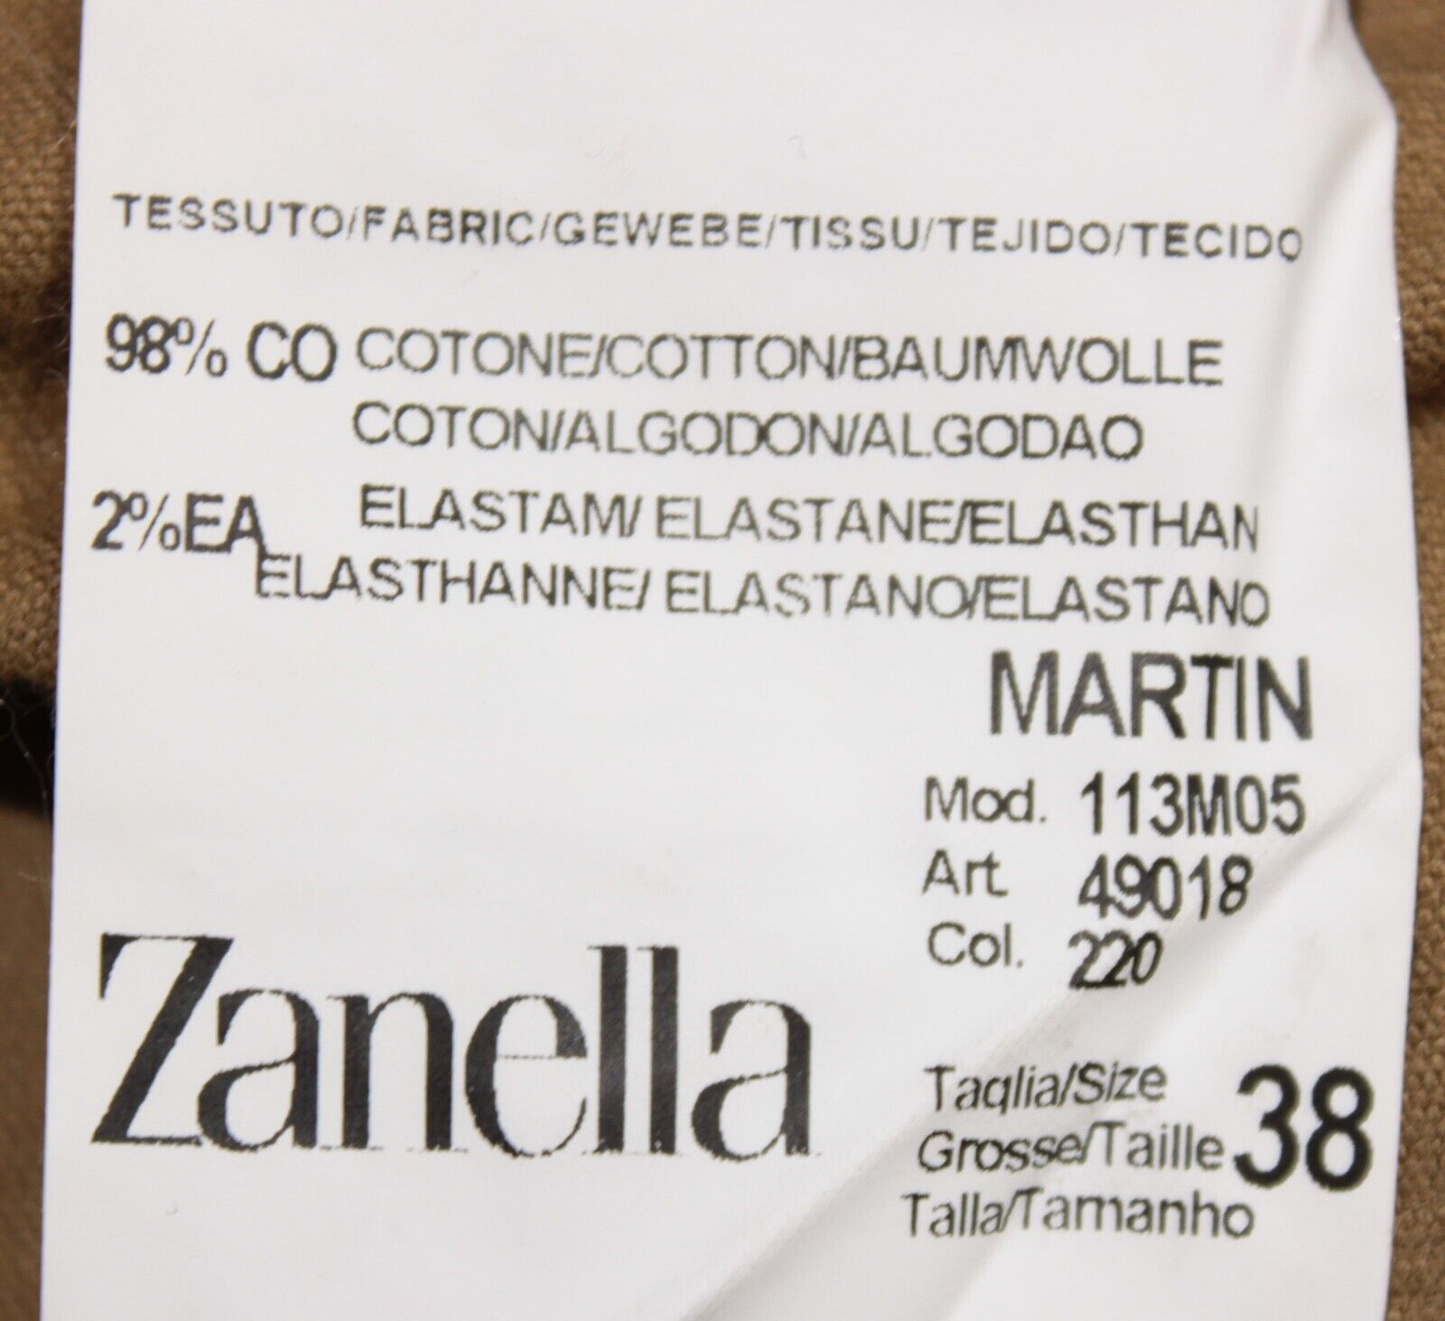 TESSUTO/FABRIC/GEWEBE/TISSU/TEJIDO/TECIDO
98% CO COTONE/COTTON/BAUMWOLLE
COTON/ALGODON/ALGODAO
2%EA ELASTAM/ ELASTANE/ELASTHAN
ELASTHANNE/ ELASTANO/ELASTANO
MARTIN
Mod. 113M05
Art. 49018
Col. 220
Zanella
Taglia/Size
Grosse/Taille 38
Talla/Tamanho